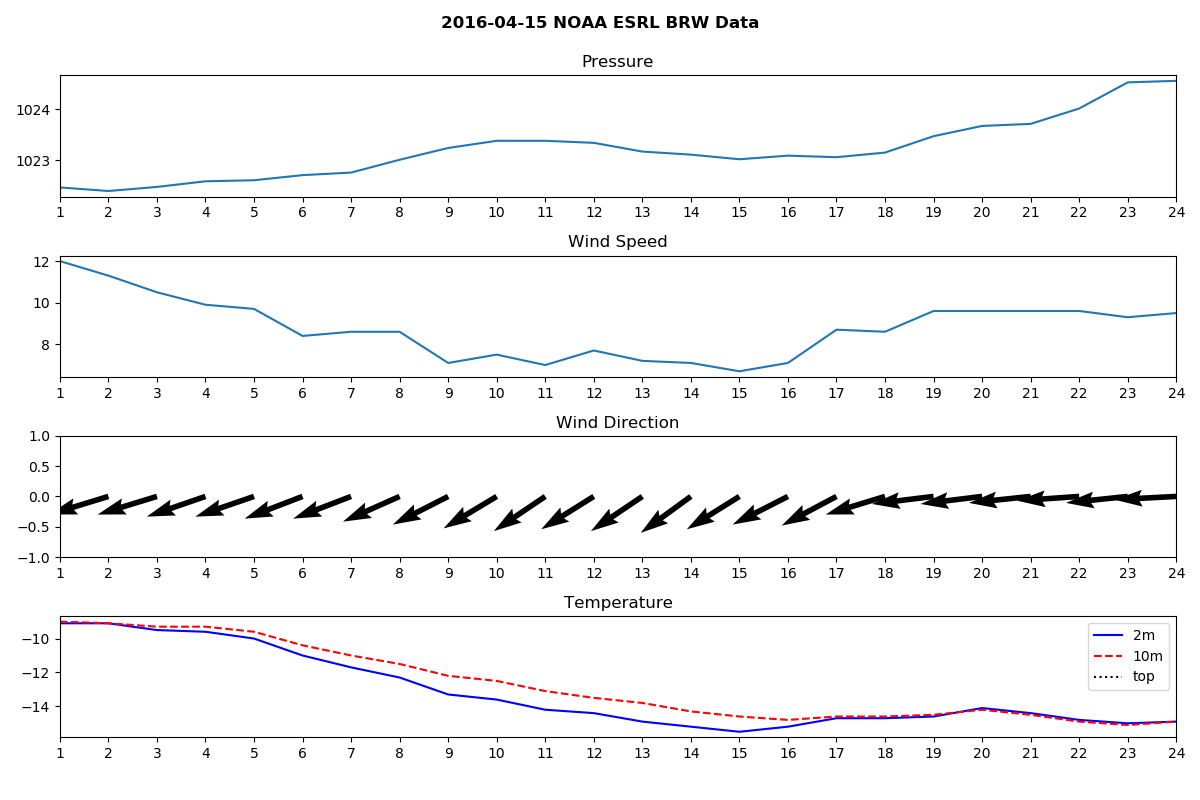 2016-04-15 NOAA ESRL BRW Data
Pressure
1024
1023
1 2 3 4 5 6 7 8 9 10 11 12 13 14 15 16 17 18 19 20 21 22 23 24
Wind Speed
12
10
8
1 2 3 4 5 6 7 8 9 10 11 12 13 14 15 16 17 18 19 20 21 22 23 24
Wind Direction
1.0
0.5
0.0
−0.5
−1.0
1 2 3 4 5 6 7 8 9 10 11 12 13 14 15 16 17 18 19 20 21 22 23 24
Temperature
−10
−12
−14
2m
10m
top
1 2 3 4 5 6 7 8 9 10 11 12 13 14 15 16 17 18 19 20 21 22 23 24